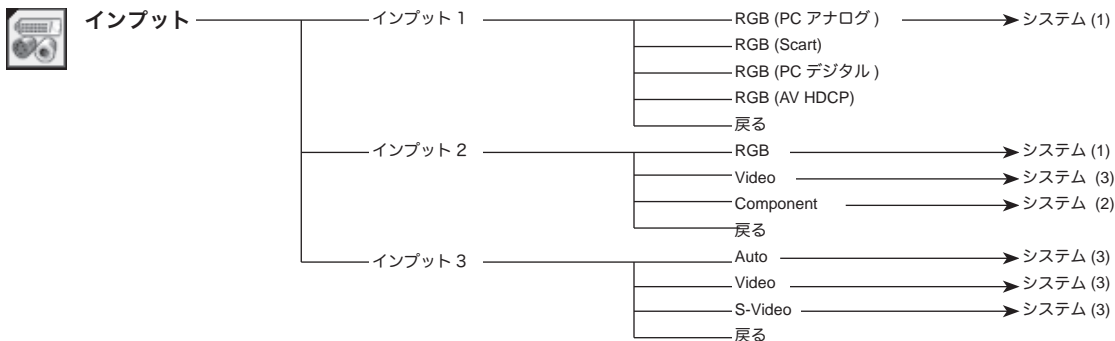 インプット インプット 1 RGB (PC アナログ ) システム (1)
RGB (Scart)
RGB (PC デジタル )
RGB (AV HDCP)
戻る
インプット 2 RGB システム (1)
Video システム (3)
Component システム (2)
戻る
インプット 3 Auto システム (3)
Video システム (3)
S-Video システム (3)
戻る